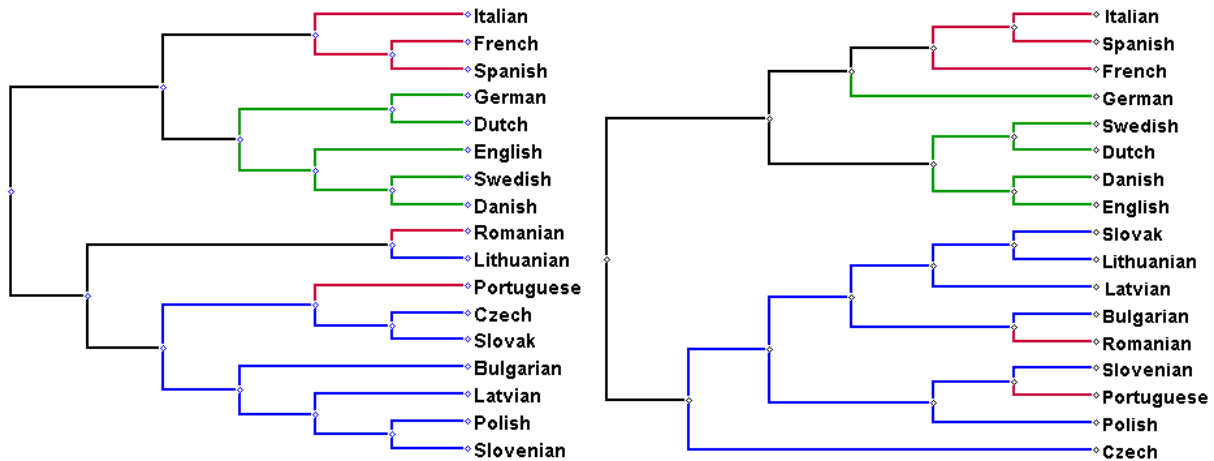 Italian
French
Spanish
German
Dutch
English
Swedish
Danish
Romanian
Lithuanian
Portuguese
Czech
Slovak
Bulgarian
Latvian
Polish
Slovenian
Italian
Spanish
French
German
Swedish
Dutch
Danish
English
Slovak
Lithuanian
Latvian
Bulgarian
Romanian
Slovenian
Portuguese
Polish
Czech